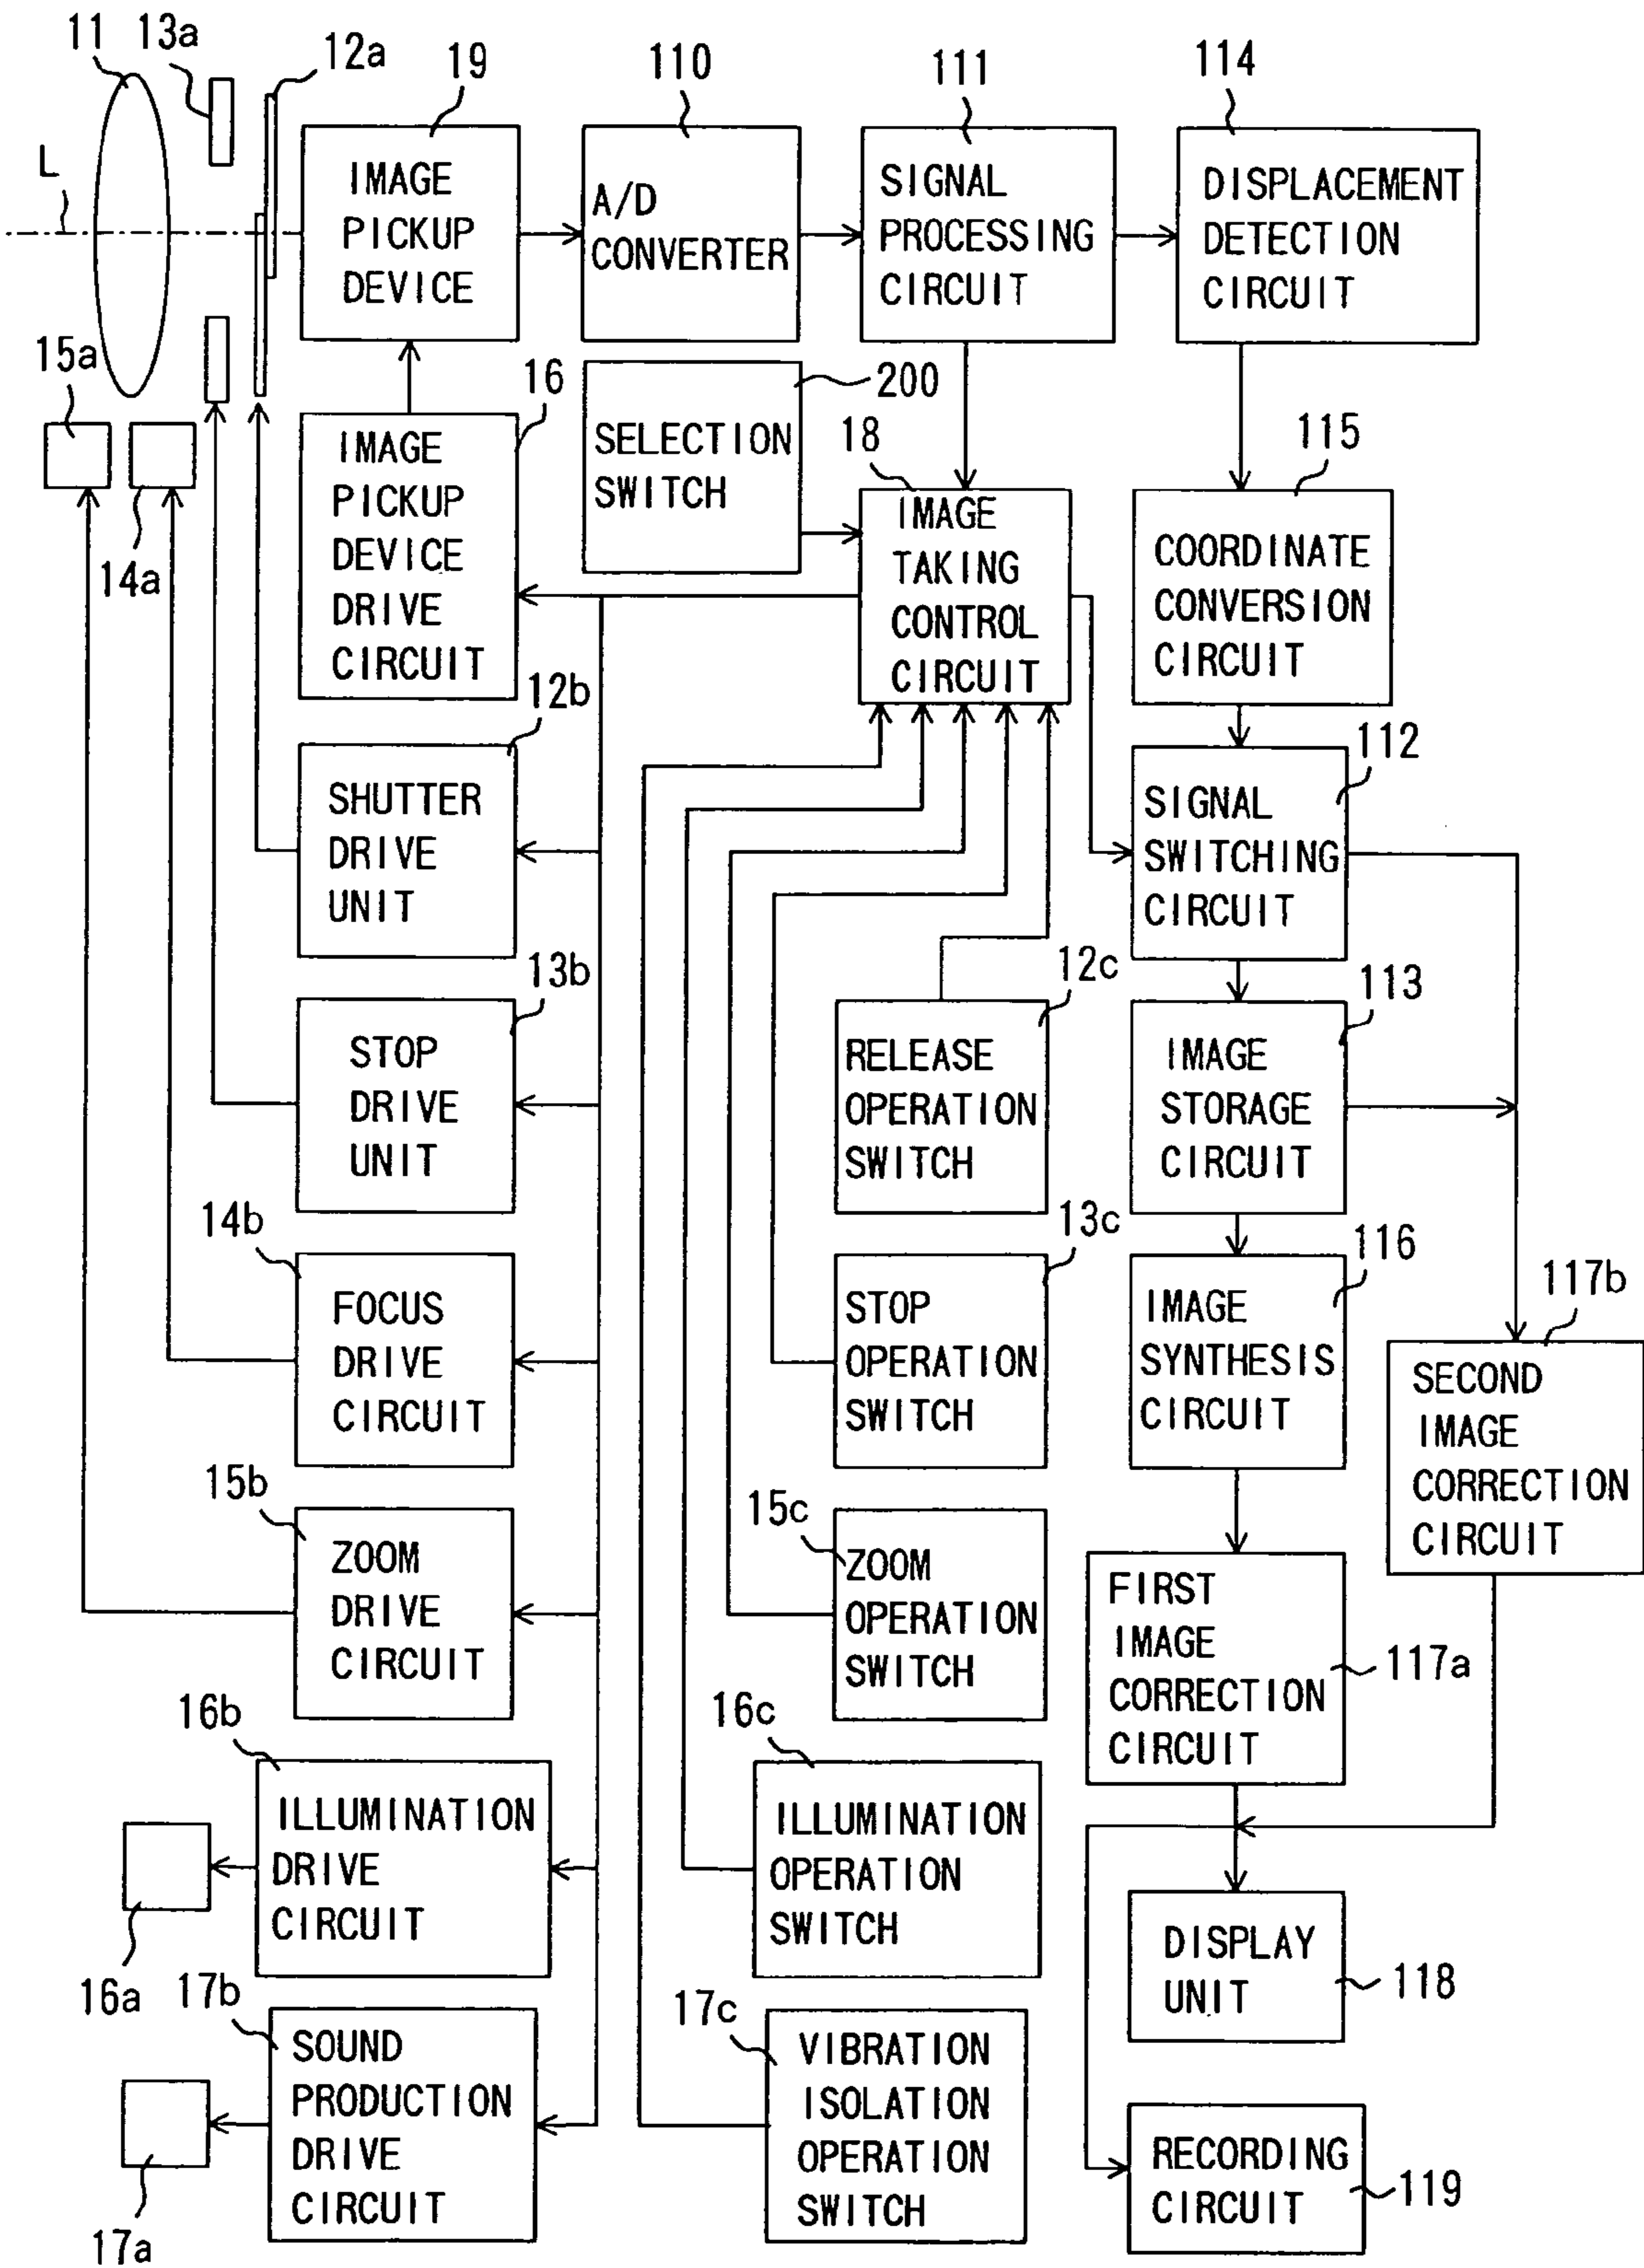 11
13a
12a
19
110
111
114
L
IMAGE
PICKUP
DEVICE
A/D
CONVERTER
SIGNAL
PROCESSING
CIRCUIT
DISPLACEMENT
DETECTION
CIRCUIT
15a
14a
16
IMAGE
PICKUP
DEVICE
DRIVE
CIRCUIT
200
SELECTION
SWITCH
18
IMAGE
TAKING
CONTROL
CIRCUIT
115
COORDINATE
CONVERSION
CIRCUIT
12b
SHUTTER
DRIVE
UNIT
112
SIGNAL
SWITCHING
CIRCUIT
13b
STOP
DRIVE
UNIT
12c
RELEASE
OPERATION
SWITCH
113
IMAGE
STORAGE
CIRCUIT
14b
FOCUS
DRIVE
CIRCUIT
13c
STOP
OPERATION
SWITCH
116
IMAGE
SYNTHESIS
CIRCUIT
117b
SECOND
IMAGE
CORRECTION
CIRCUIT
15b
ZOOM
DRIVE
CIRCUIT
15c
ZOOM
OPERATION
SWITCH
FIRST
IMAGE
CORRECTION
CIRCUIT
117a
16b
ILLUMINATION
DRIVE
CIRCUIT
16a
16c
ILLUMINATION
OPERATION
SWITCH
DISPLAY
UNIT
118
17b
SOUND
PRODUCTION
DRIVE
CIRCUIT
17a
17c
VIBRATION
ISOLATION
OPERATION
SWITCH
RECORDING
CIRCUIT
119